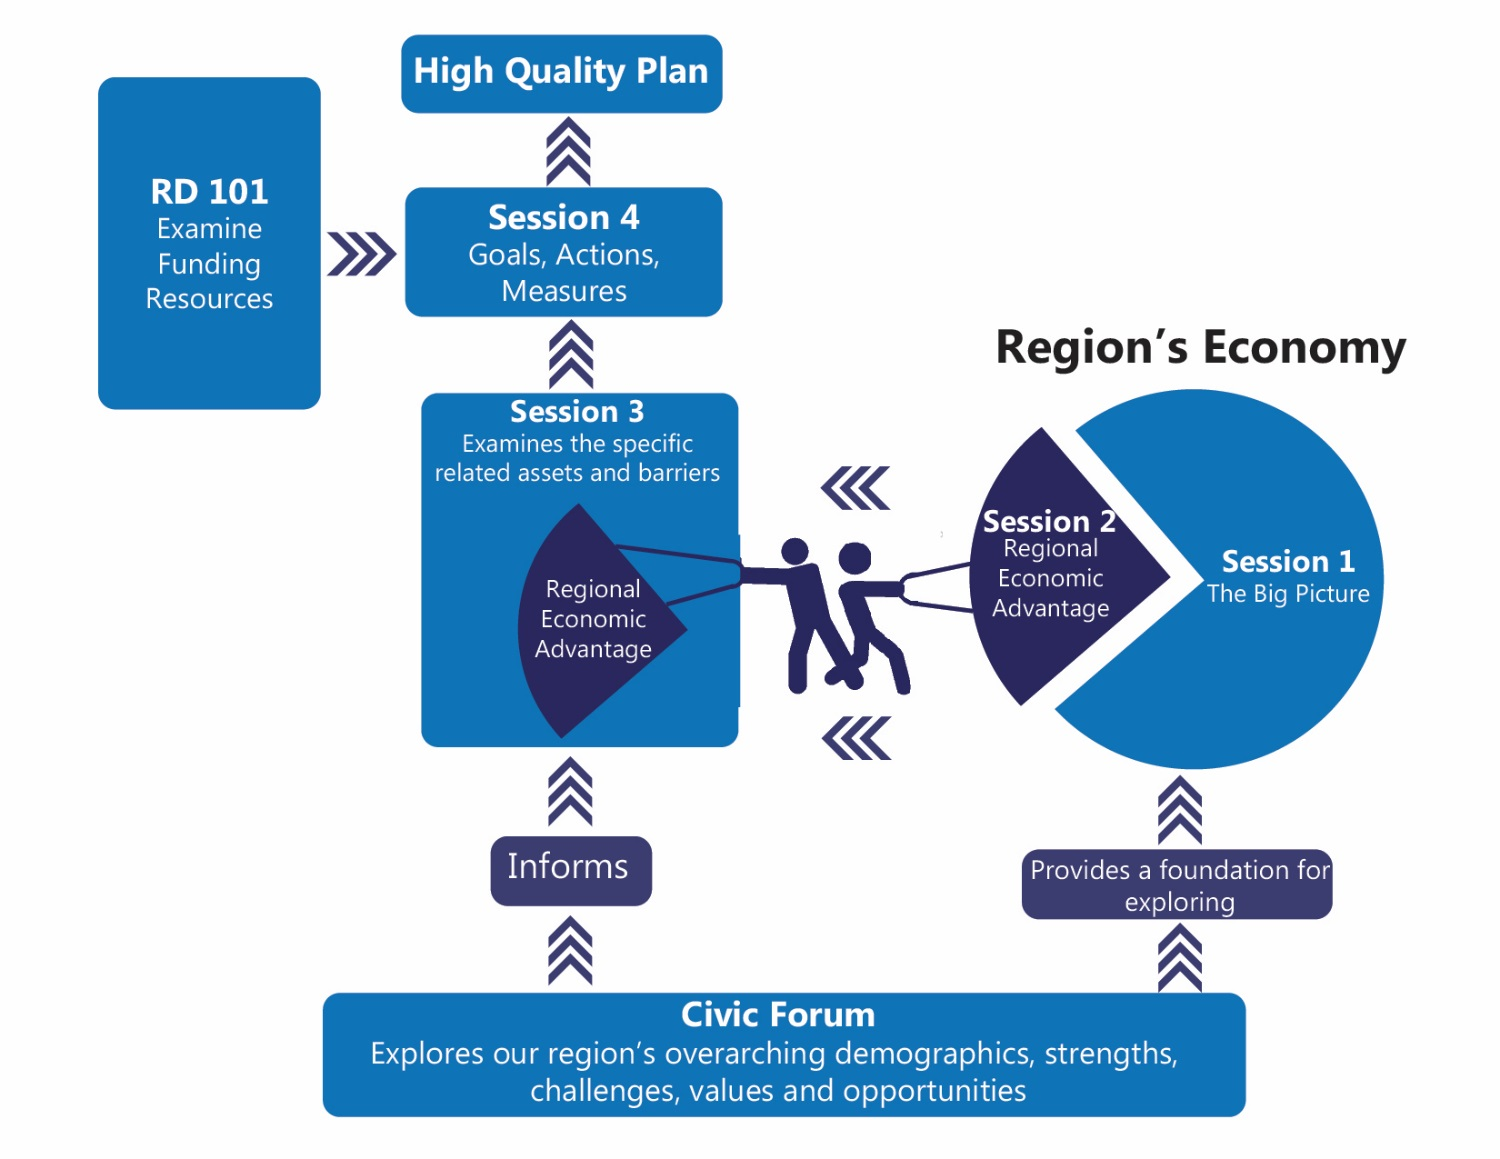 High Quality Plan
RD 101
Examine
Funding
Resources
Session 4
Goals, Actions,
Measures
Region’s Economy
Session 3
Examines the specific
related assets and barriers
Regional
Economic
Advantage
Session 2
Regional
Economic
Advantage
Session 1
The Big Picture
Informs
Provides a foundation for
exploring
Civic Forum
Explores our region’s overarching demographics, strengths,
challenges, values and opportunities